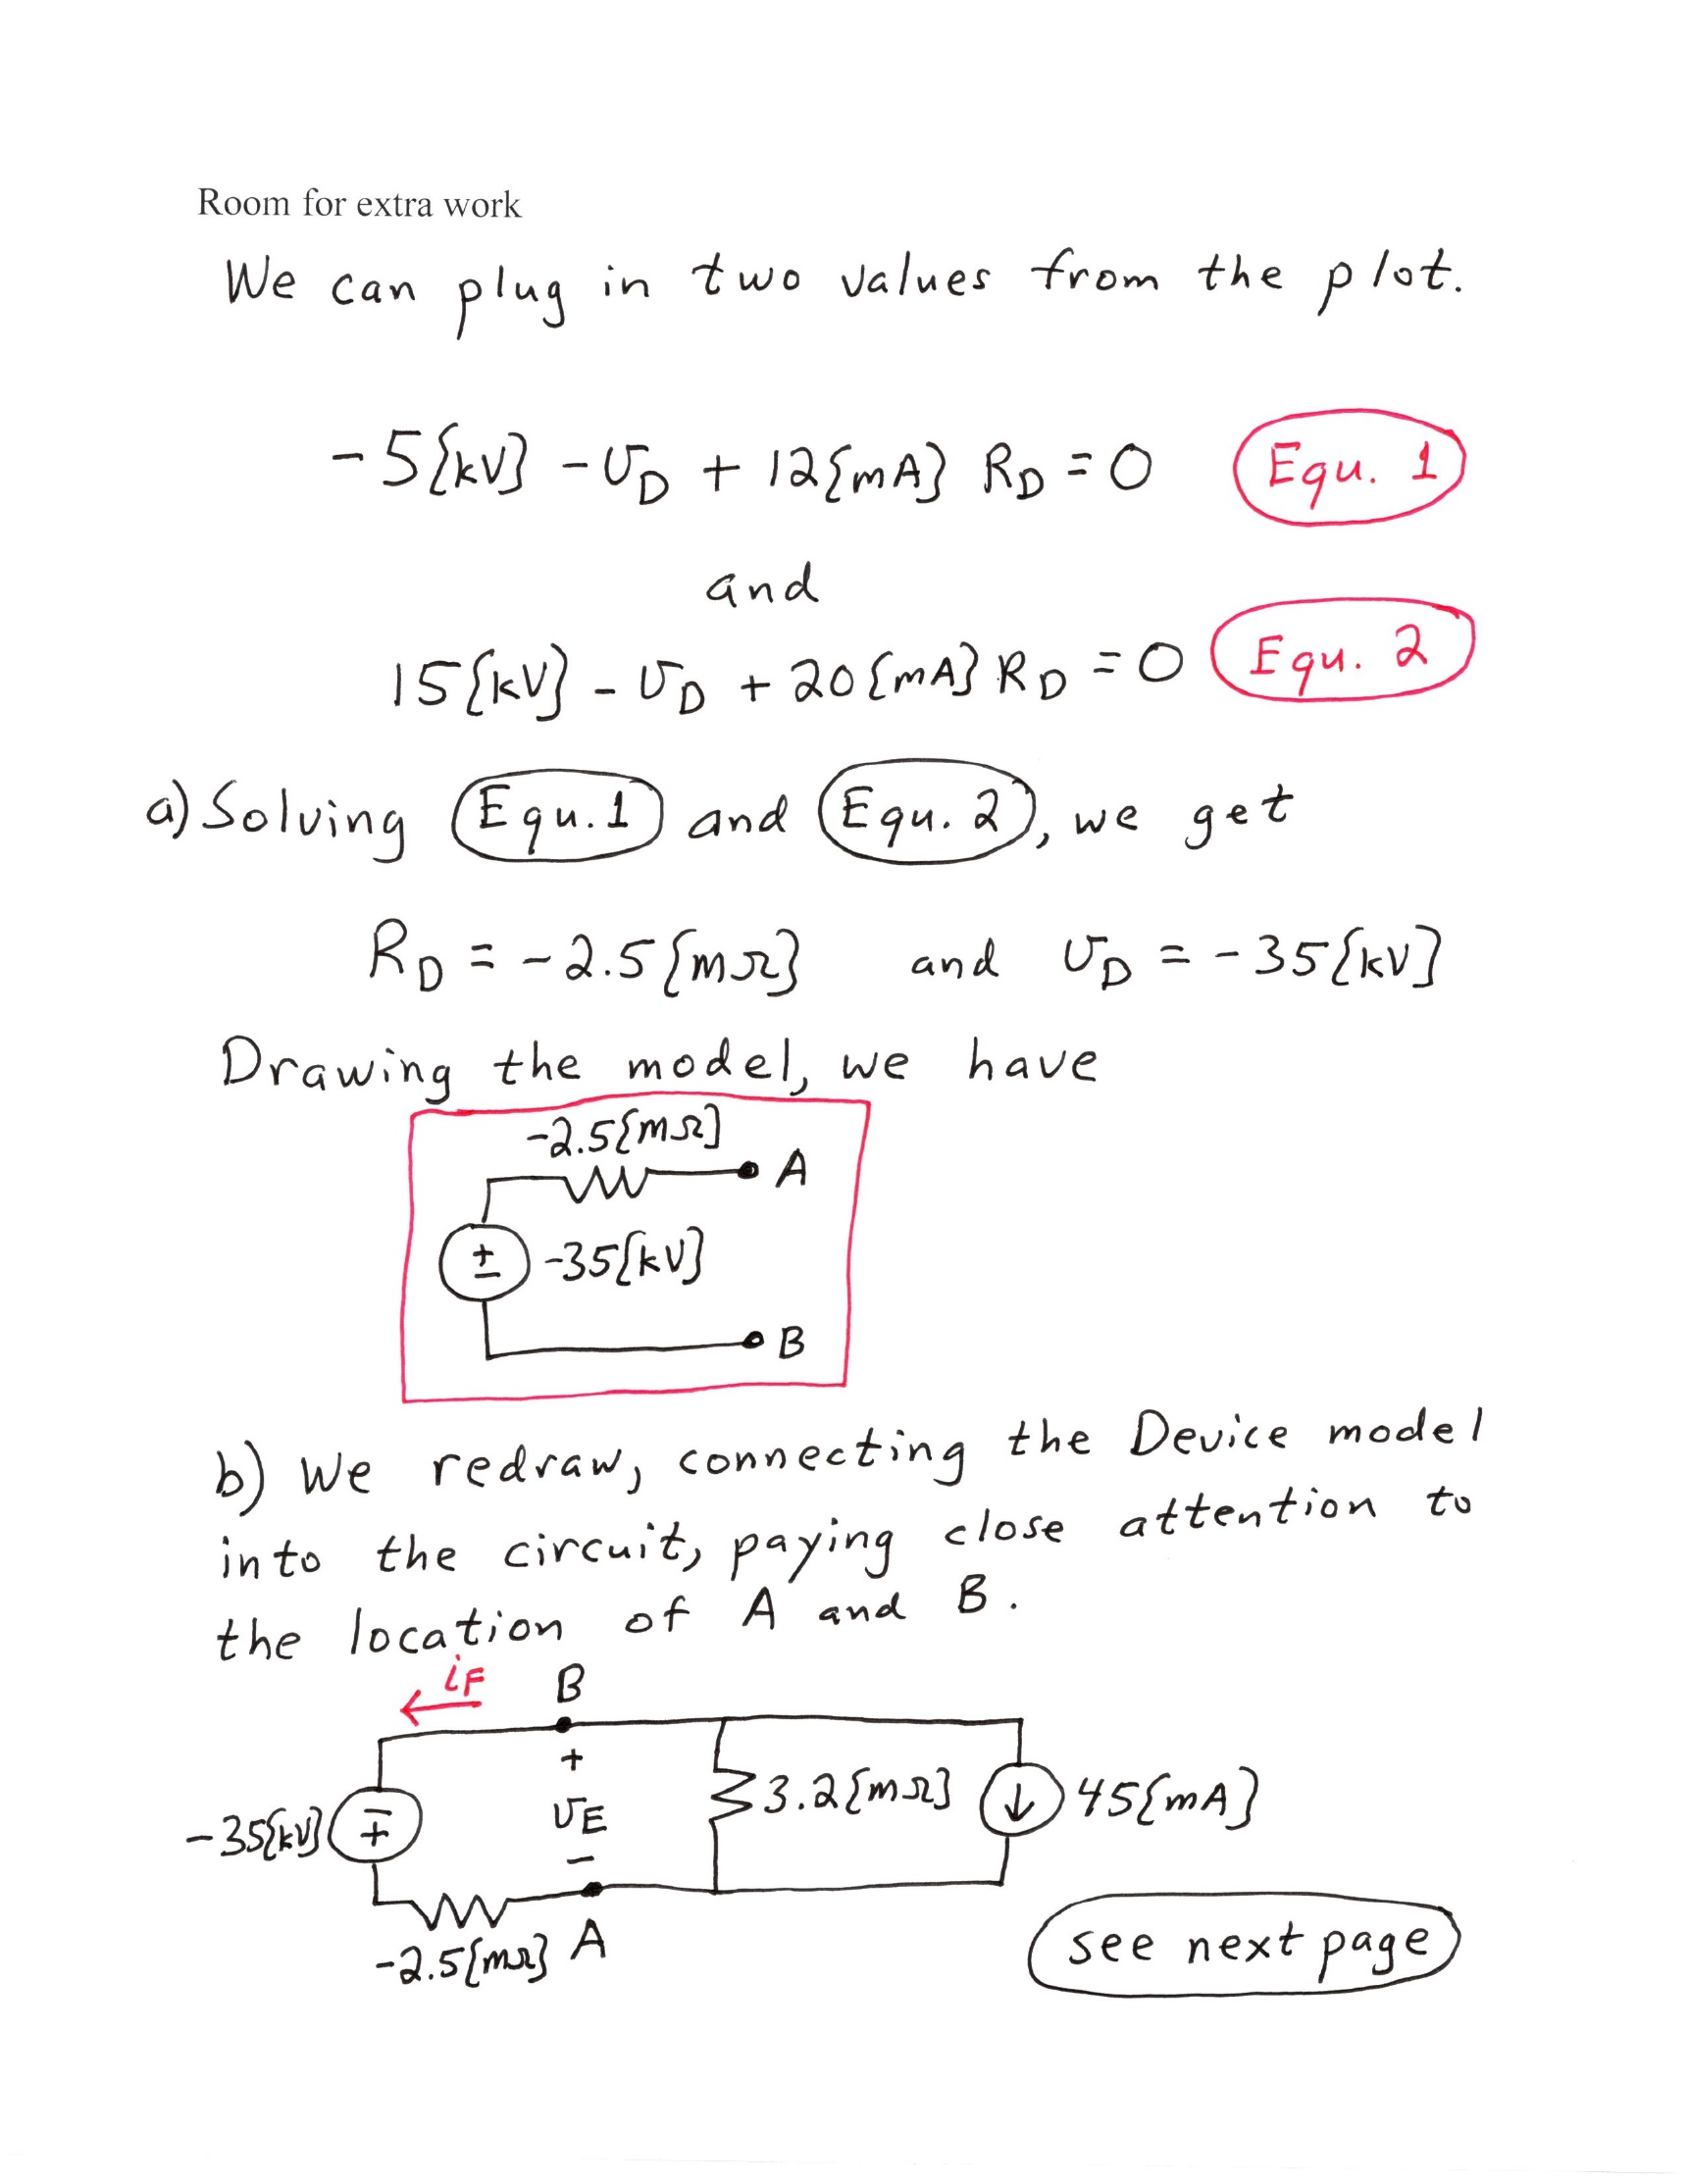 Room for extra work
We can plug in two values from the plot.
-5{kV} - υD + 12{mA} RD = 0 Equ. 1
and
15{kV} - υD + 20{mA} RD = 0 Equ. 2
a) Solving Equ. 1 and Equ. 2, we get
RD = -2.5{mΩ} and υD = -35{kV}
Drawing the model, we have
-2.5{mΩ}
A
± -35{kV}
B
b) We redraw, connecting the Device model
into the circuit, paying close attention to
the location of A and B.
iF B
+
-35{kV} ∓ υE 3.2{mΩ} ↓ 45{mA}
-
-2.5{mΩ} A
see next page